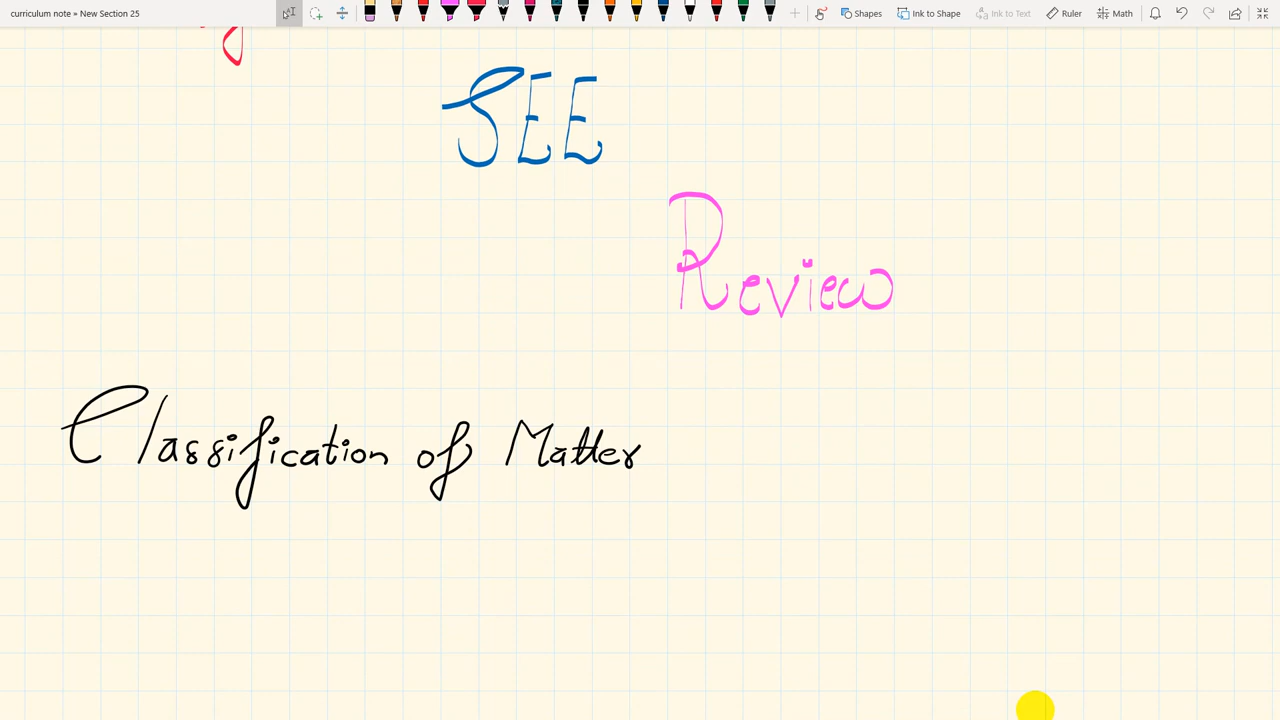 curriculum note » New Section 25
Shapes
Ink to Shape
Ink to Text
Ruler
Math
SEE
Review
Classification of Matter